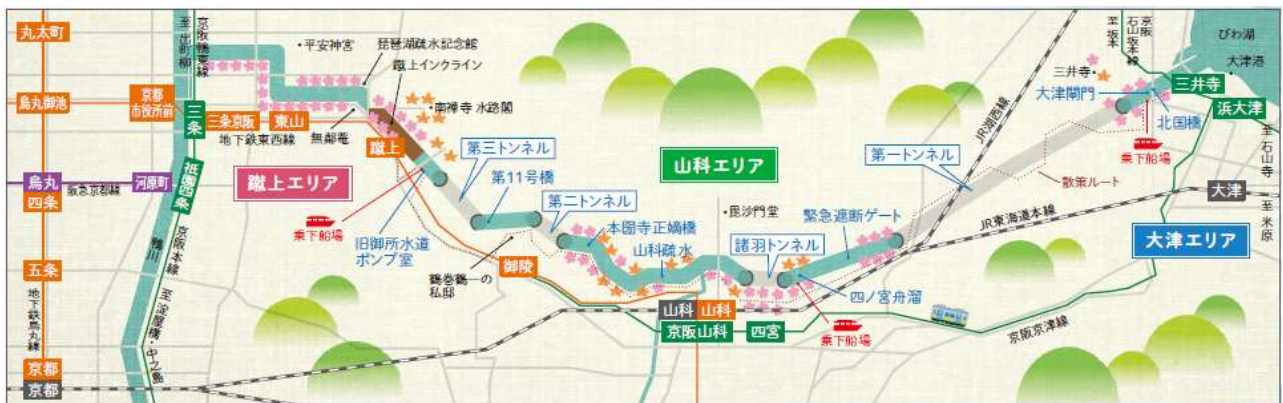 丸太町
烏丸御池
烏丸
四条
五条
地下鉄烏丸線
京都
京都
阪急京都線
河原町
京都
市役所前
至 出町柳
京阪鴨東線
三条
祇園四条
鴨川
京阪本線
至 淀屋橋・中之島
三条京阪
東山
地下鉄東西線
無鄰菴
蹴上
・平安神宮
琵琶湖疏水記念館
蹴上インクライン
・南禅寺 水路閣
蹴上エリア
乗下船場
旧御所水道
ポンプ室
第三トンネル
第11号橋
鶴巻鶴一の
私邸
第二トンネル
御陵
本圀寺正嫡橋
山科疏水
山科エリア
・毘沙門堂
諸羽トンネル
緊急遮断ゲート
四ノ宮舟溜
乗下船場
山科
山科
京阪山科
四宮
第一トンネル
散策ルート
JR湖西線
JR東海道本線
京阪京津線
大津エリア
大津
至 米原
至 坂本
京阪
石山坂本線
三井寺・
大津閘門
北国橋
乗下船場
びわ湖
大津港
三井寺
浜大津
至 石山寺